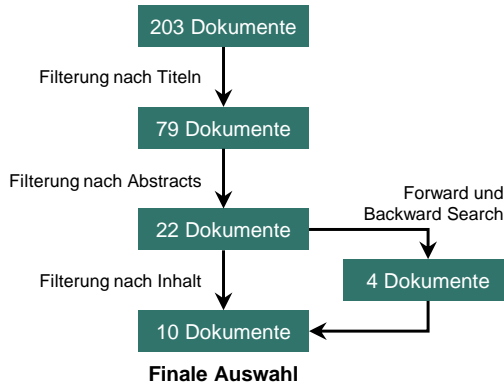 203 Dokumente
Filterung nach Titeln
79 Dokumente
Filterung nach Abstracts
Forward und
Backward Search
22 Dokumente
Filterung nach Inhalt
4 Dokumente
10 Dokumente
Finale Auswahl